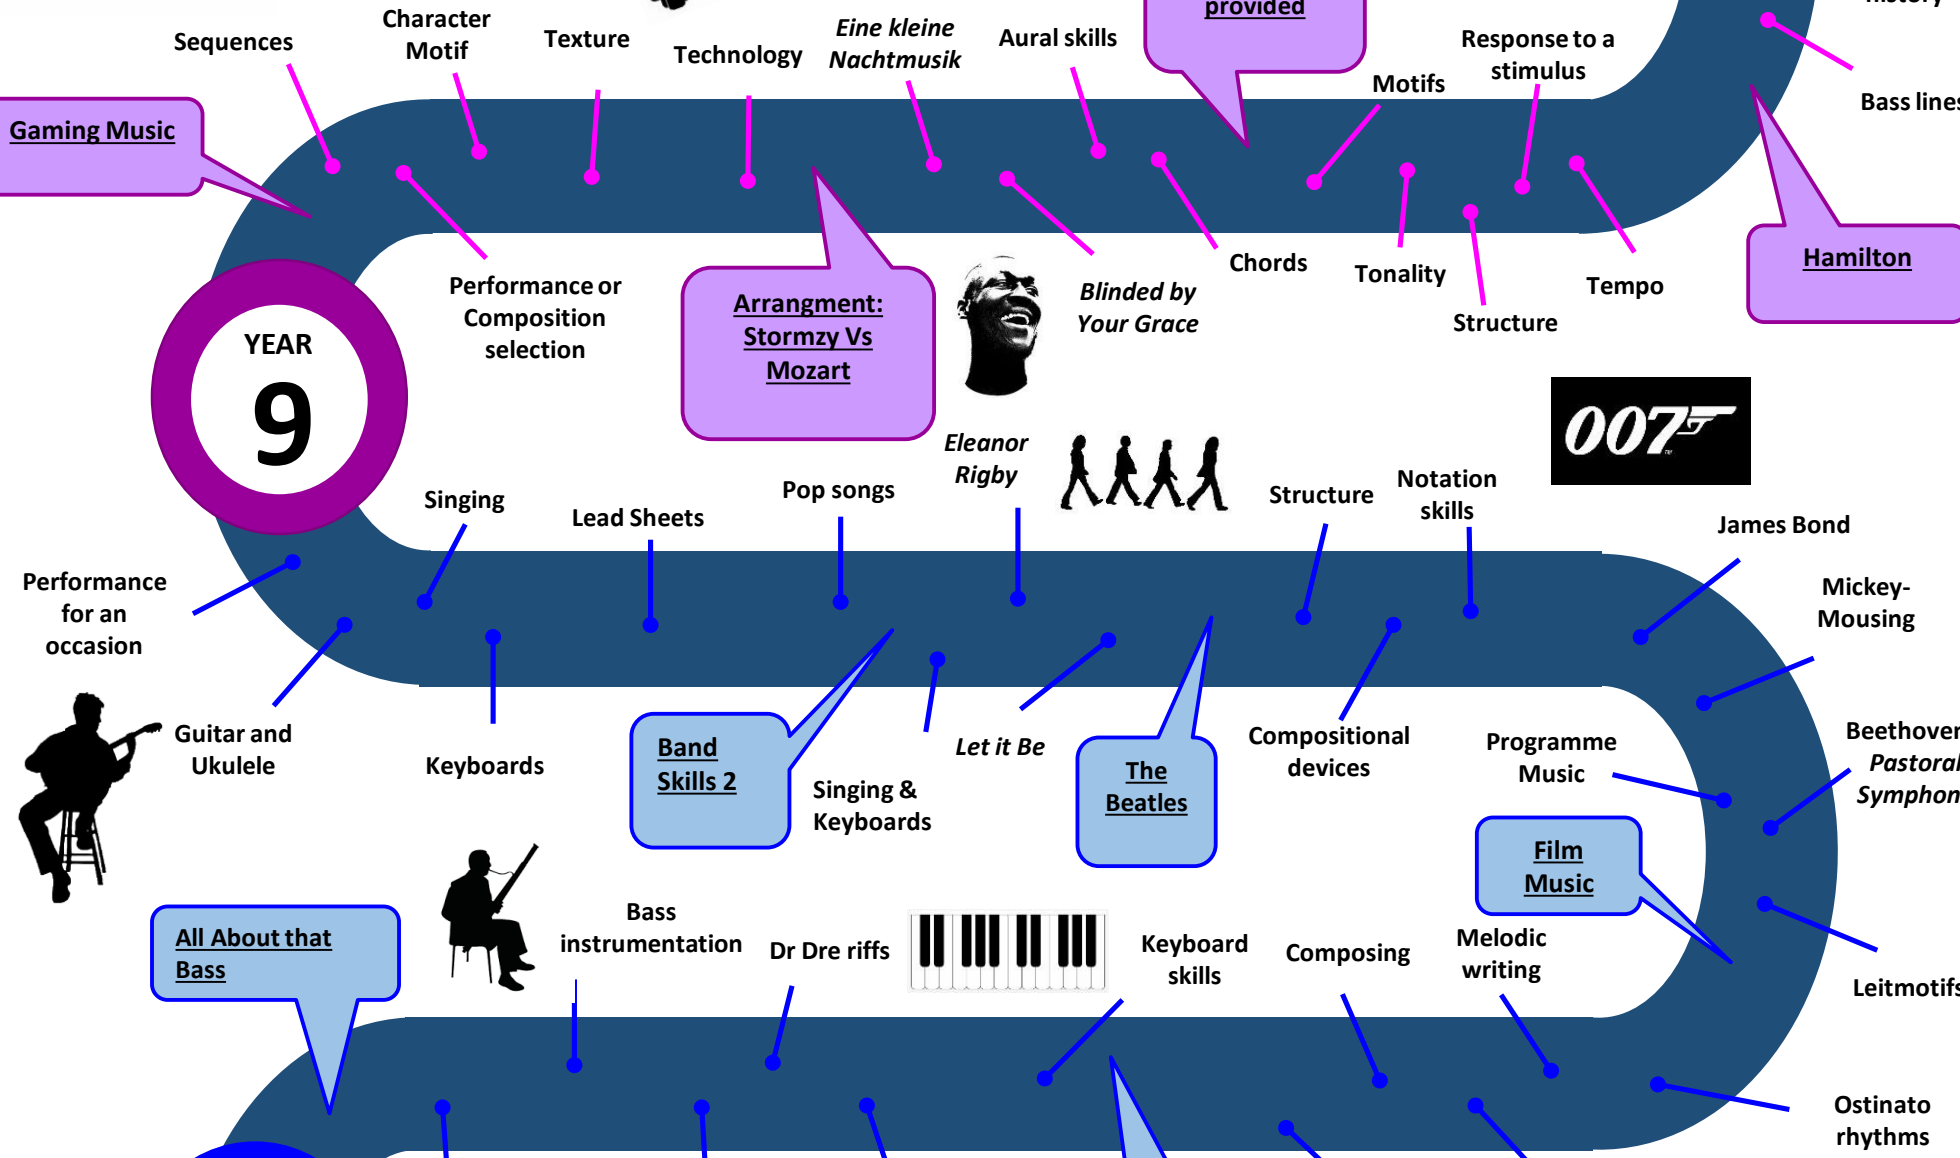 provided
Sequences
Character
Motif
Texture
Technology
Eine kleine
Nachtmusik
Aural skills
Motifs
Response to a
stimulus
Bass lines
Gaming Music
Performance or
Composition
selection
Arrangment:
Stormzy Vs
Mozart
Blinded by
Your Grace
Chords
Tonality
Structure
Tempo
Hamilton
YEAR
9
007
Singing
Lead Sheets
Pop songs
Eleanor
Rigby
Structure
Notation
skills
James Bond
Mickey-
Mousing
Performance
for an
occasion
Guitar and
Ukulele
Keyboards
Band
Skills 2
Singing &
Keyboards
Let it Be
The
Beatles
Compositional
devices
Programme
Music
Beethoven
Pastoral
Symphon
Film
Music
Leitmotifs
All About that
Bass
Bass
instrumentation
Dr Dre riffs
Keyboard
skills
Composing
Melodic
writing
Ostinato
rhythms